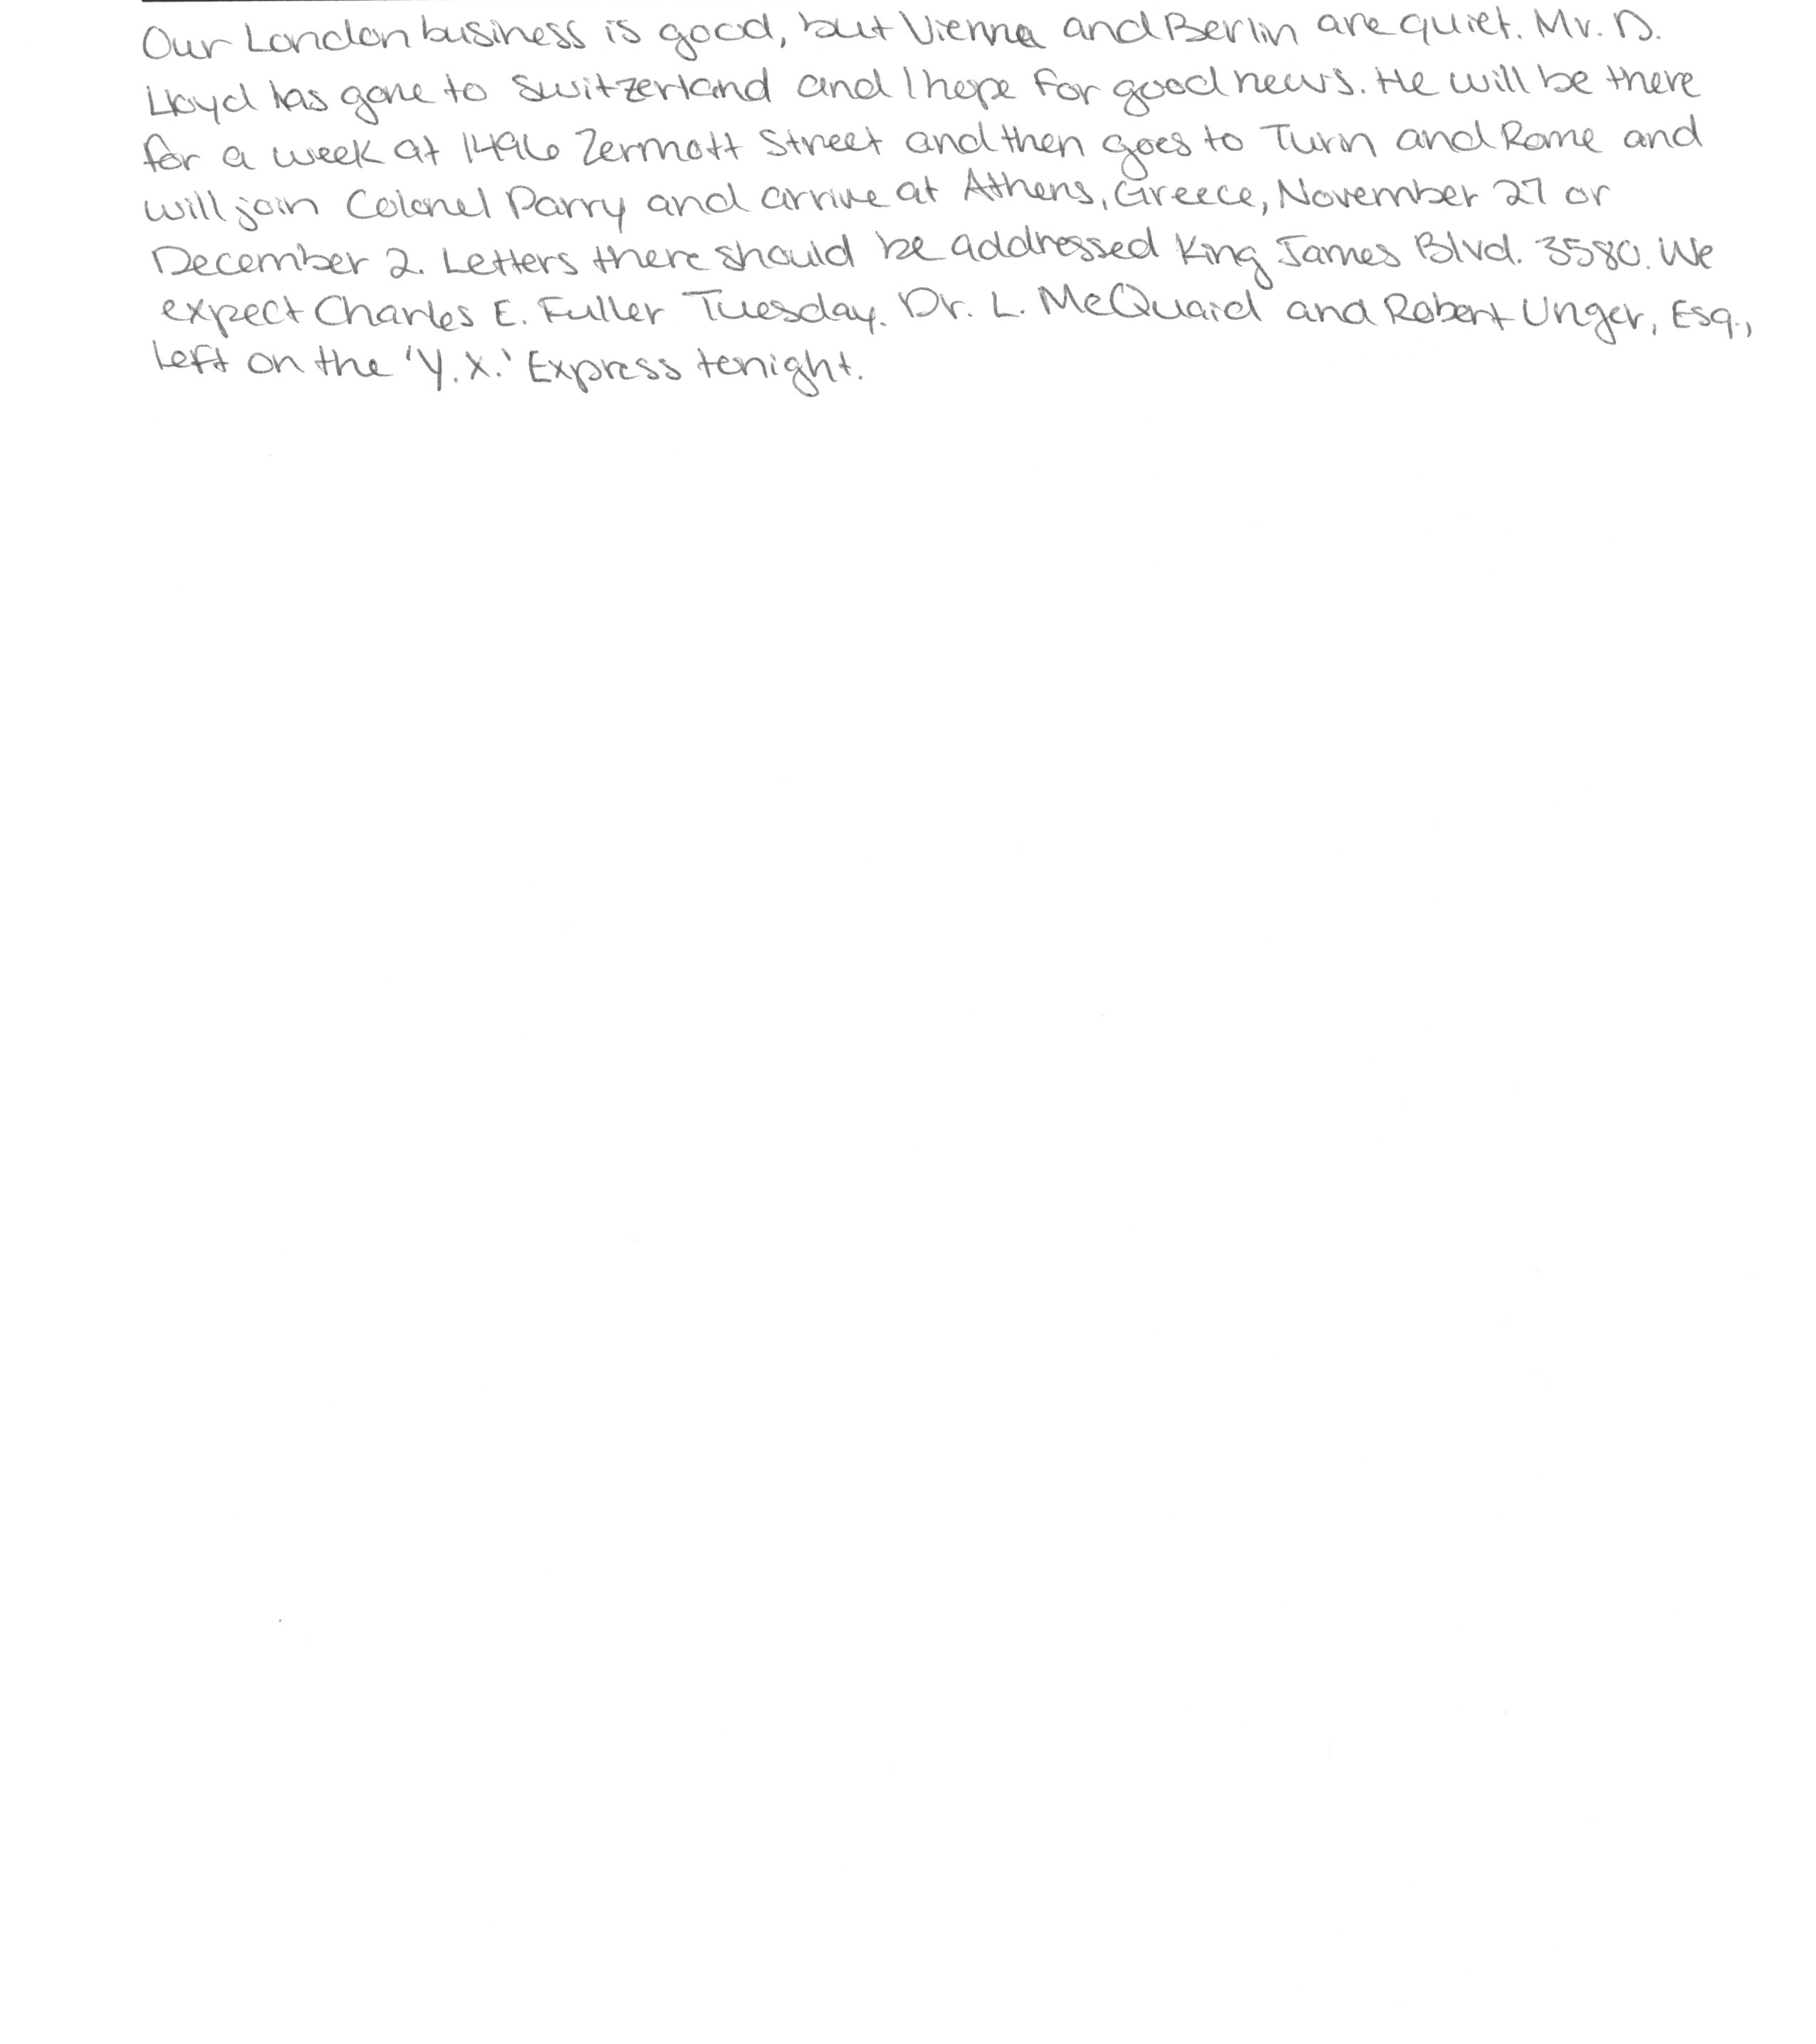 Our London business is good, but Vienna and Berlin are quiet. Mr. D.
Lloyd has gone to Switzerland and I hope for good news. He will be there
for a week at 1496 Zermott Street and then goes to Turin and Rome and
will join Colonel Parry and arrive at Athens, Greece, November 27 or
December 2. Letters there should be addressed King James Blvd. 3580. We
expect Charles E. Fuller Tuesday. Dr. L. McQuaid and Robert Unger, Esq.,
left on the 'Y.X.' Express tonight.